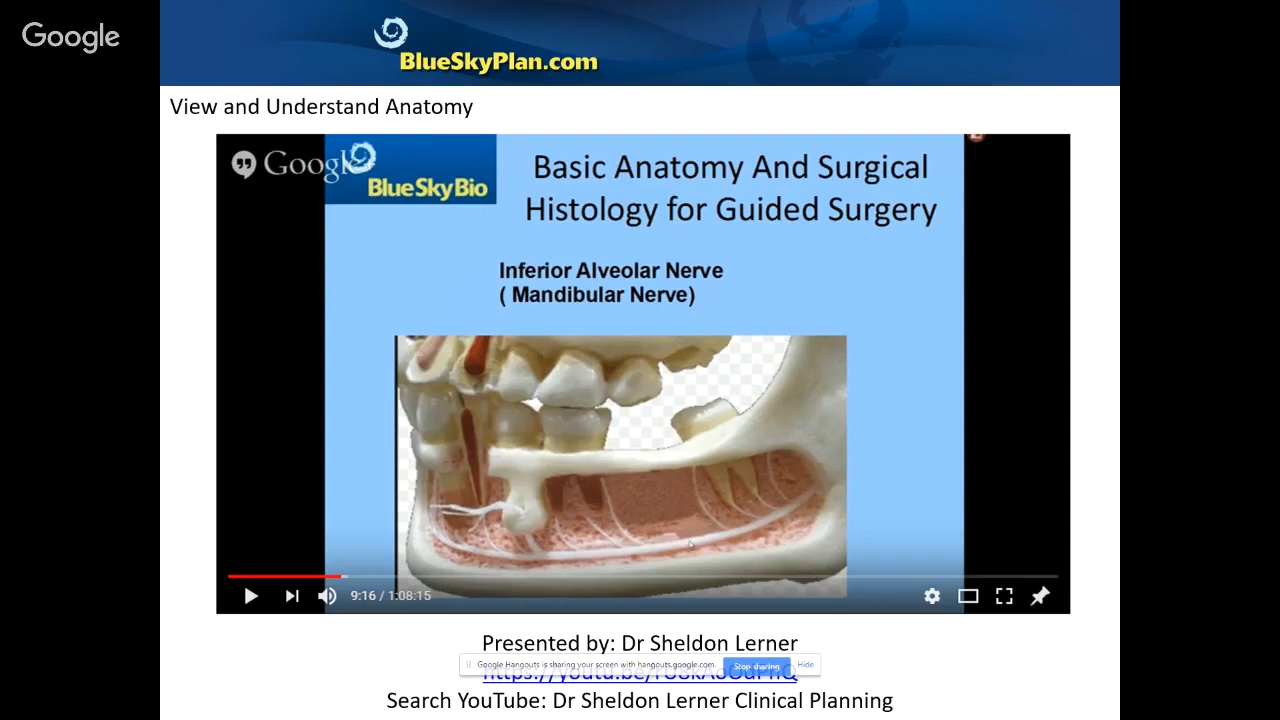 Google
BlueSkyPlan.com
View and Understand Anatomy
Google
BlueSkyBio
Basic Anatomy And Surgical
Histology for Guided Surgery
Inferior Alveolar Nerve
( Mandibular Nerve)
9:16 / 1:08:15
Presented by: Dr Sheldon Lerner
Google Hangouts is sharing your screen with hangouts.google.com. Stop sharing Hide
Search YouTube: Dr Sheldon Lerner Clinical Planning